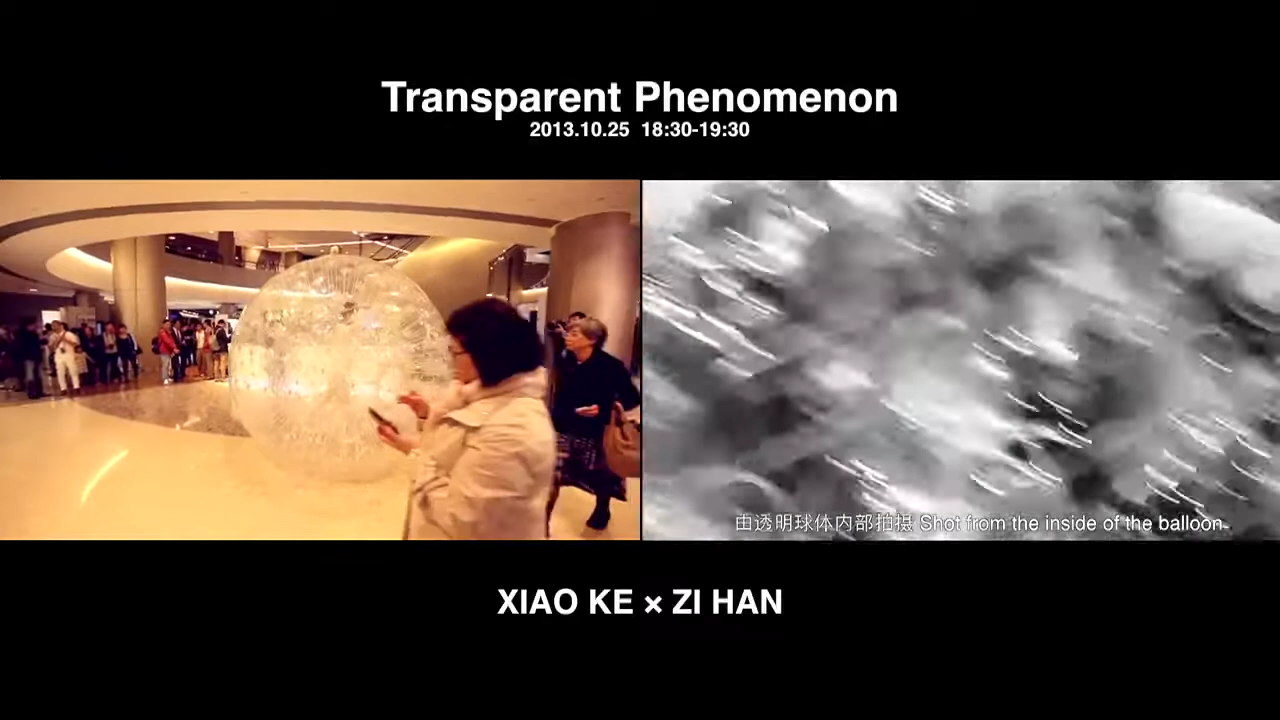 Transparent Phenomenon
2013.10.25 18:30-19:30
由透明球体内部拍摄 Shot from the inside of the balloon
XIAO KE × ZI HAN